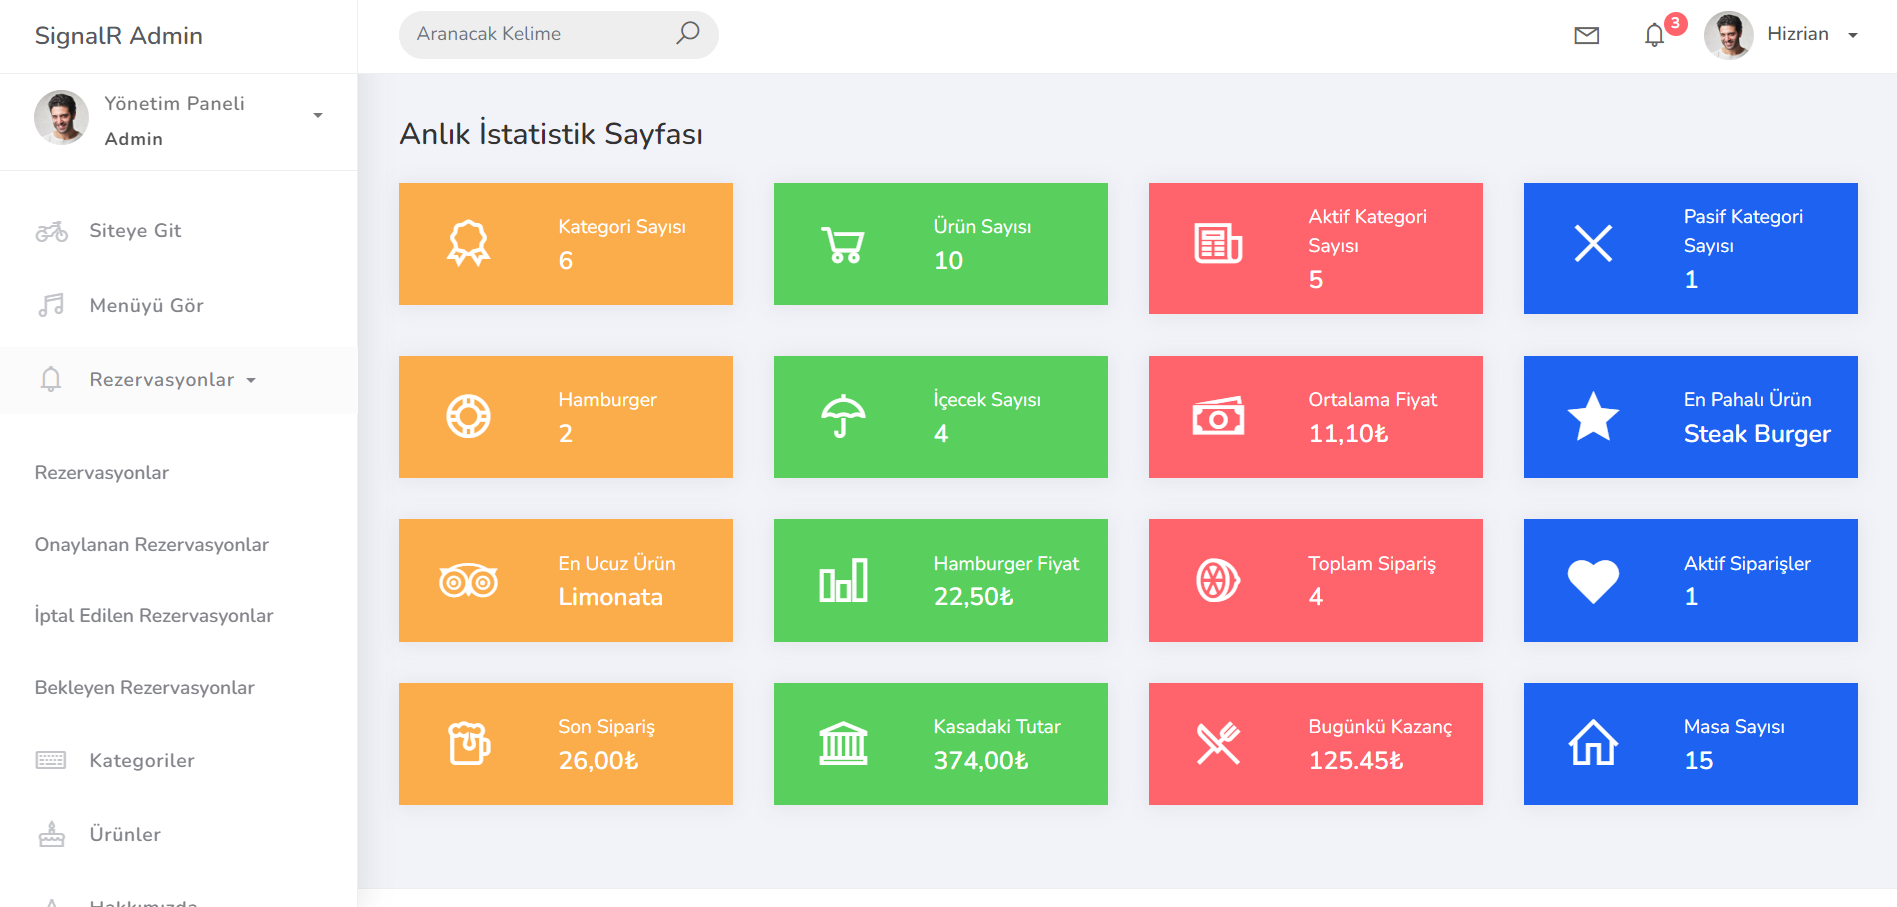 SignalR Admin
Aranacak Kelime
3
Hizrian
Yönetim Paneli
Admin
Siteye Git
Menüyü Gör
Rezervasyonlar
Rezervasyonlar
Onaylanan Rezervasyonlar
İptal Edilen Rezervasyonlar
Bekleyen Rezervasyonlar
Kategoriler
Ürünler
Hakkımızda
Anlık İstatistik Sayfası
Kategori Sayısı
6
Ürün Sayısı
10
Aktif Kategori
Sayısı
5
Pasif Kategori
Sayısı
1
Hamburger
2
İçecek Sayısı
4
Ortalama Fiyat
11,10₺
En Pahalı Ürün
Steak Burger
En Ucuz Ürün
Limonata
Hamburger Fiyat
22,50₺
Toplam Sipariş
4
Aktif Siparişler
1
Son Sipariş
26,00₺
Kasadaki Tutar
374,00₺
Bugünkü Kazanç
125.45₺
Masa Sayısı
15